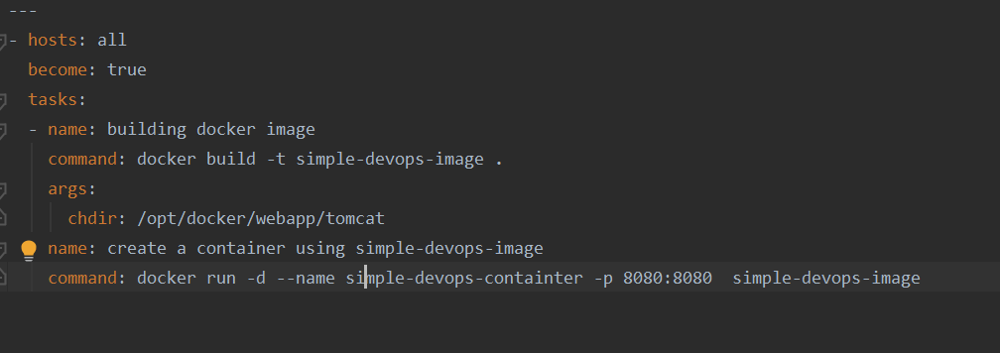 ---
- hosts: all
  become: true
  tasks:
  - name: building docker image
    command: docker build -t simple-devops-image .
    args:
      chdir: /opt/docker/webapp/tomcat
    name: create a container using simple-devops-image
    command: docker run -d --name simple-devops-containter -p 8080:8080  simple-devops-image